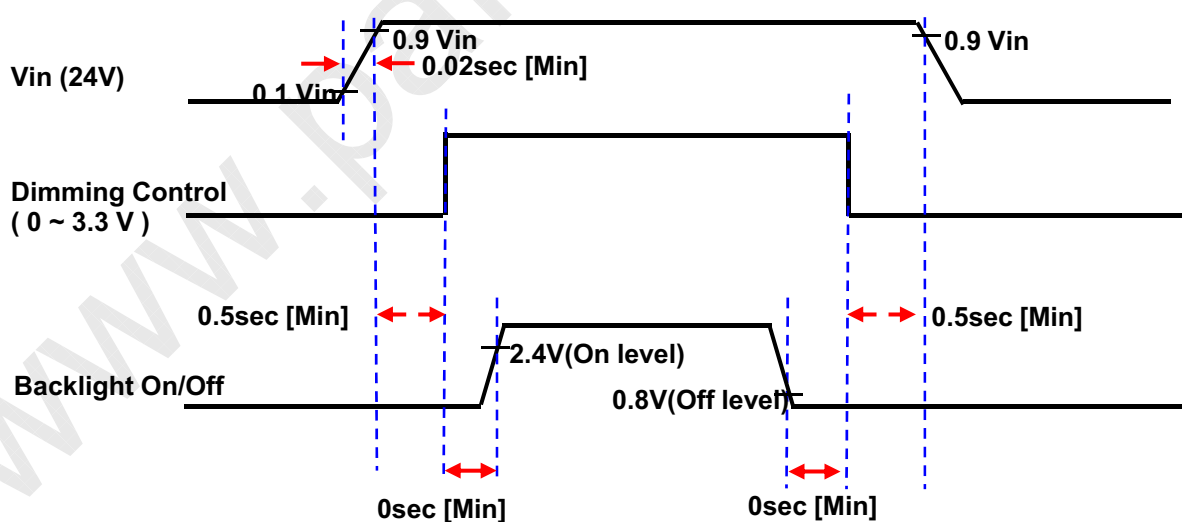 0.9 Vin
0.9 Vin
0.02sec [Min]
Vin (24V)
0.1 Vin
Dimming Control
( 0 ~ 3.3 V )
0.5sec [Min]
0.5sec [Min]
2.4V(On level)
Backlight On/Off
0.8V(Off level)
0sec [Min]
0sec [Min]
www.pa